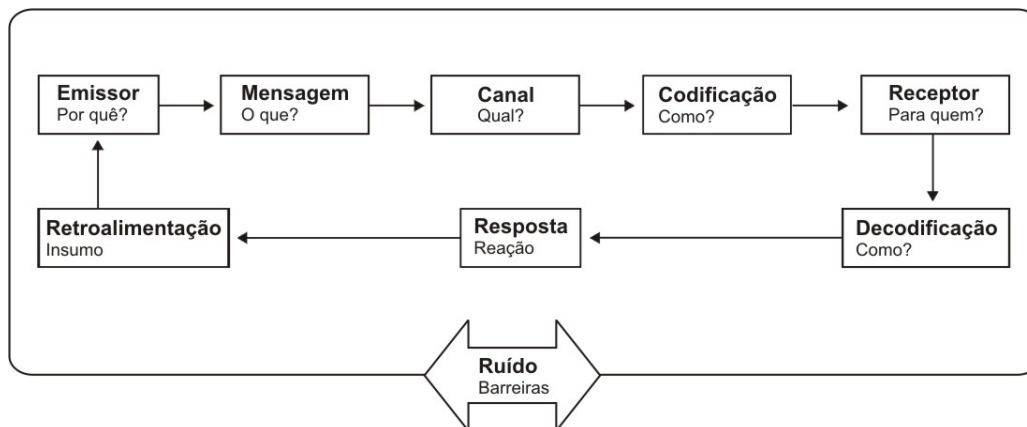 Emissor
Por quê?
Mensagem
O que?
Canal
Qual?
Codificação
Como?
Receptor
Para quem?
Retroalimentação
Insumo
Resposta
Reação
Decodificação
Como?
Ruído
Barreiras